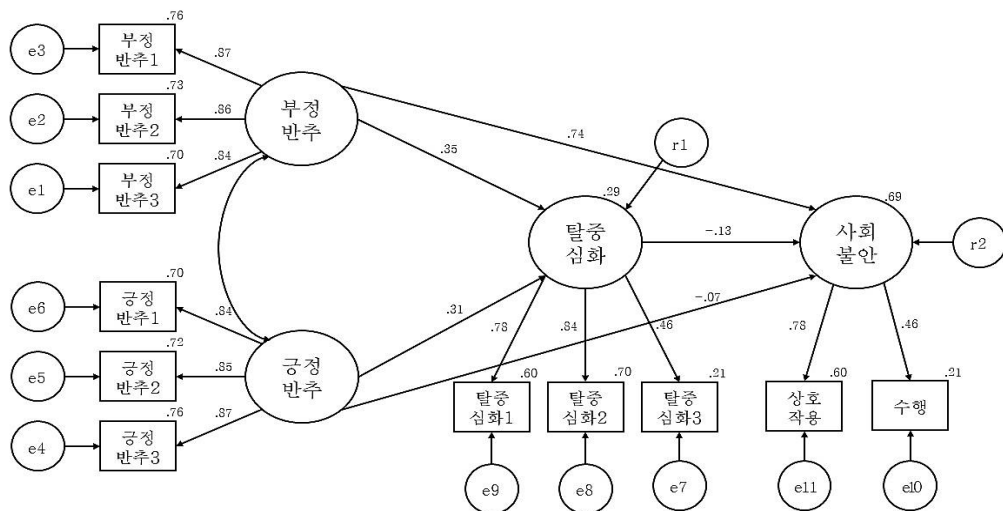 .76
e3
부정
반추1
.87
.73
e2
부정
반추2
.86
.70
e1
부정
반추3
.84
부정
반추
.74
.35
r1
.29
탈중
심화
-.13
.69
사회
불안
r2
.70
e6
긍정
반추1
.84
.72
e5
긍정
반추2
.85
.76
e4
긍정
반추3
.87
긍정
반추
.31
-.07
.78
.84
.46
.78
.46
.60
탈중
심화1
.70
탈중
심화2
.21
탈중
심화3
.60
상호
작용
.21
수행
e9
e8
e7
e11
e10